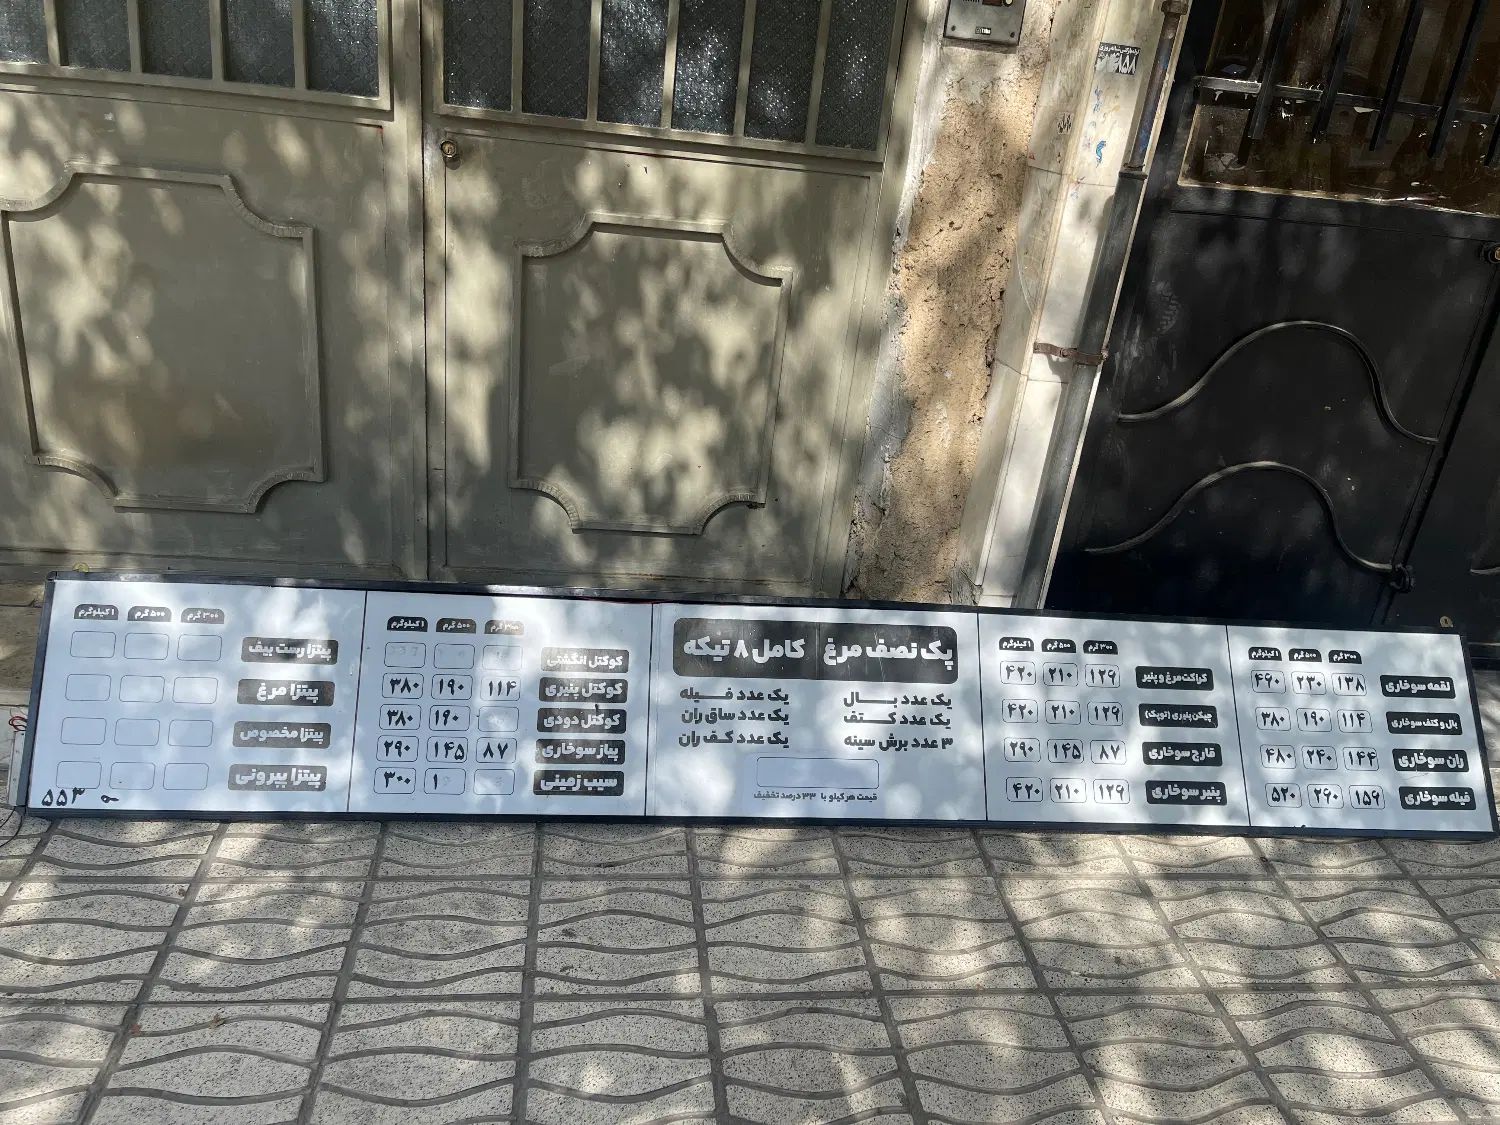 ۳۰۰ گرم ۵۰۰ گرم ۱ کیلوگرم
لقمه سوخاری ۱۳۸ ۲۳۰ ۴۶۰
بال و کتف سوخاری ۱۱۴ ۱۹۰ ۳۸۰
ران سوخاری ۱۴۴ ۲۴۰ ۴۸۰
فیله سوخاری ۱۵۶ ۲۶۰ ۵۲۰
۳۰۰ گرم ۵۰۰ گرم ۱ کیلوگرم
کراکت مرغ و پنیر ۱۲۶ ۲۱۰ ۴۲۰
چیکن پنیری (توپک) ۱۲۶ ۲۱۰ ۴۲۰
قارچ سوخاری ۸۷ ۱۴۵ ۲۹۰
پنیر سوخاری ۱۲۶ ۲۱۰ ۴۲۰
پک نصف مرغ کامل ۸ تیکه
یک عدد بال یک عدد فیله
یک عدد کتف یک عدد ساق ران
۳ عدد برش سینه یک عدد کف ران
قیمت هر کیلو با ۳۳ درصد تخفیف
۳۰۰ گرم ۵۰۰ گرم ۱ کیلوگرم
کوکتل انگشتی
کوکتل پنیری ۱۱۴ ۱۹۰ ۳۸۰
کوکتل دودی ۱۹۰ ۳۸۰
پیاز سوخاری ۸۷ ۱۴۵ ۲۹۰
سیب زمینی ۱ ۳۰۰
۳۰۰ گرم ۵۰۰ گرم ۱ کیلوگرم
پیتزا رست بیف
پیتزا مرغ
پیتزا مخصوص
پیتزا پپرونی
۵۵۳